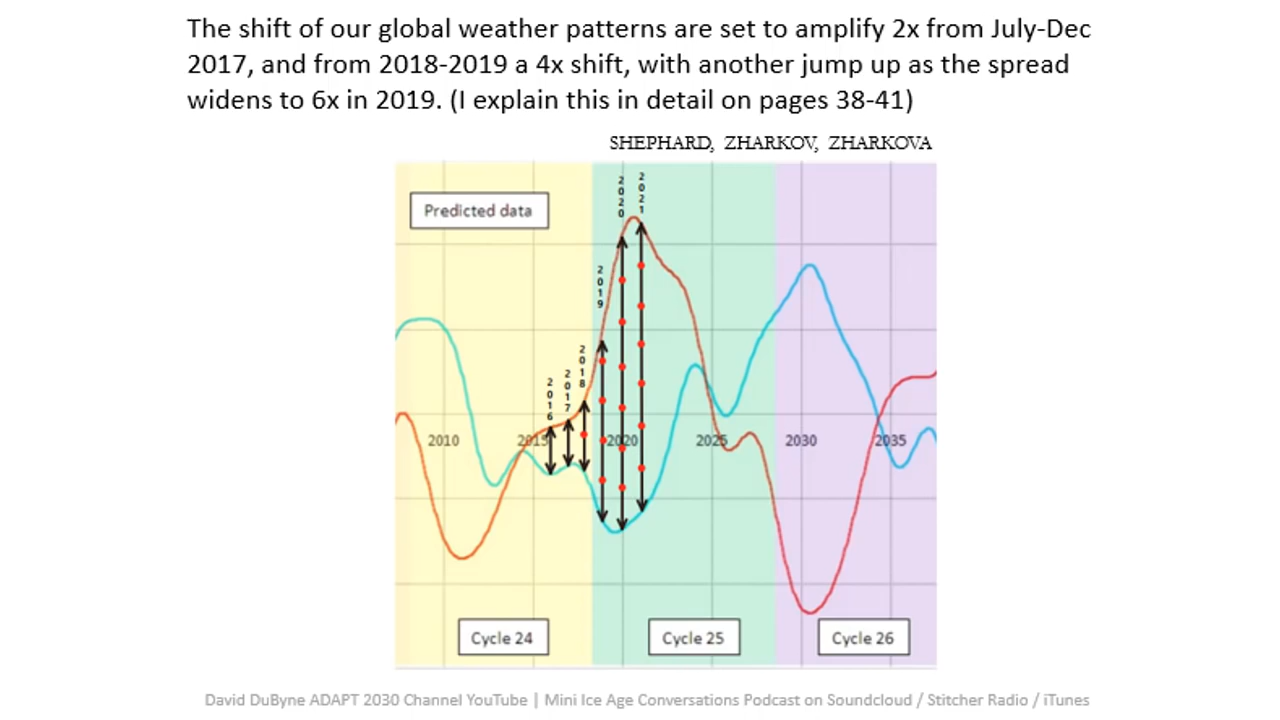 The shift of our global weather patterns are set to amplify 2x from July-Dec
2017, and from 2018-2019 a 4x shift, with another jump up as the spread
widens to 6x in 2019. (I explain this in detail on pages 38-41)
SHEPHARD, ZHARKOV, ZHARKOVA
Predicted data
2016
2017
2018
2019
2020
2021
2010
2015
2020
2025
2030
2035
Cycle 24
Cycle 25
Cycle 26
David DuByne ADAPT 2030 Channel YouTube | Mini Ice Age Conversations Podcast on Soundcloud / Stitcher Radio / iTunes